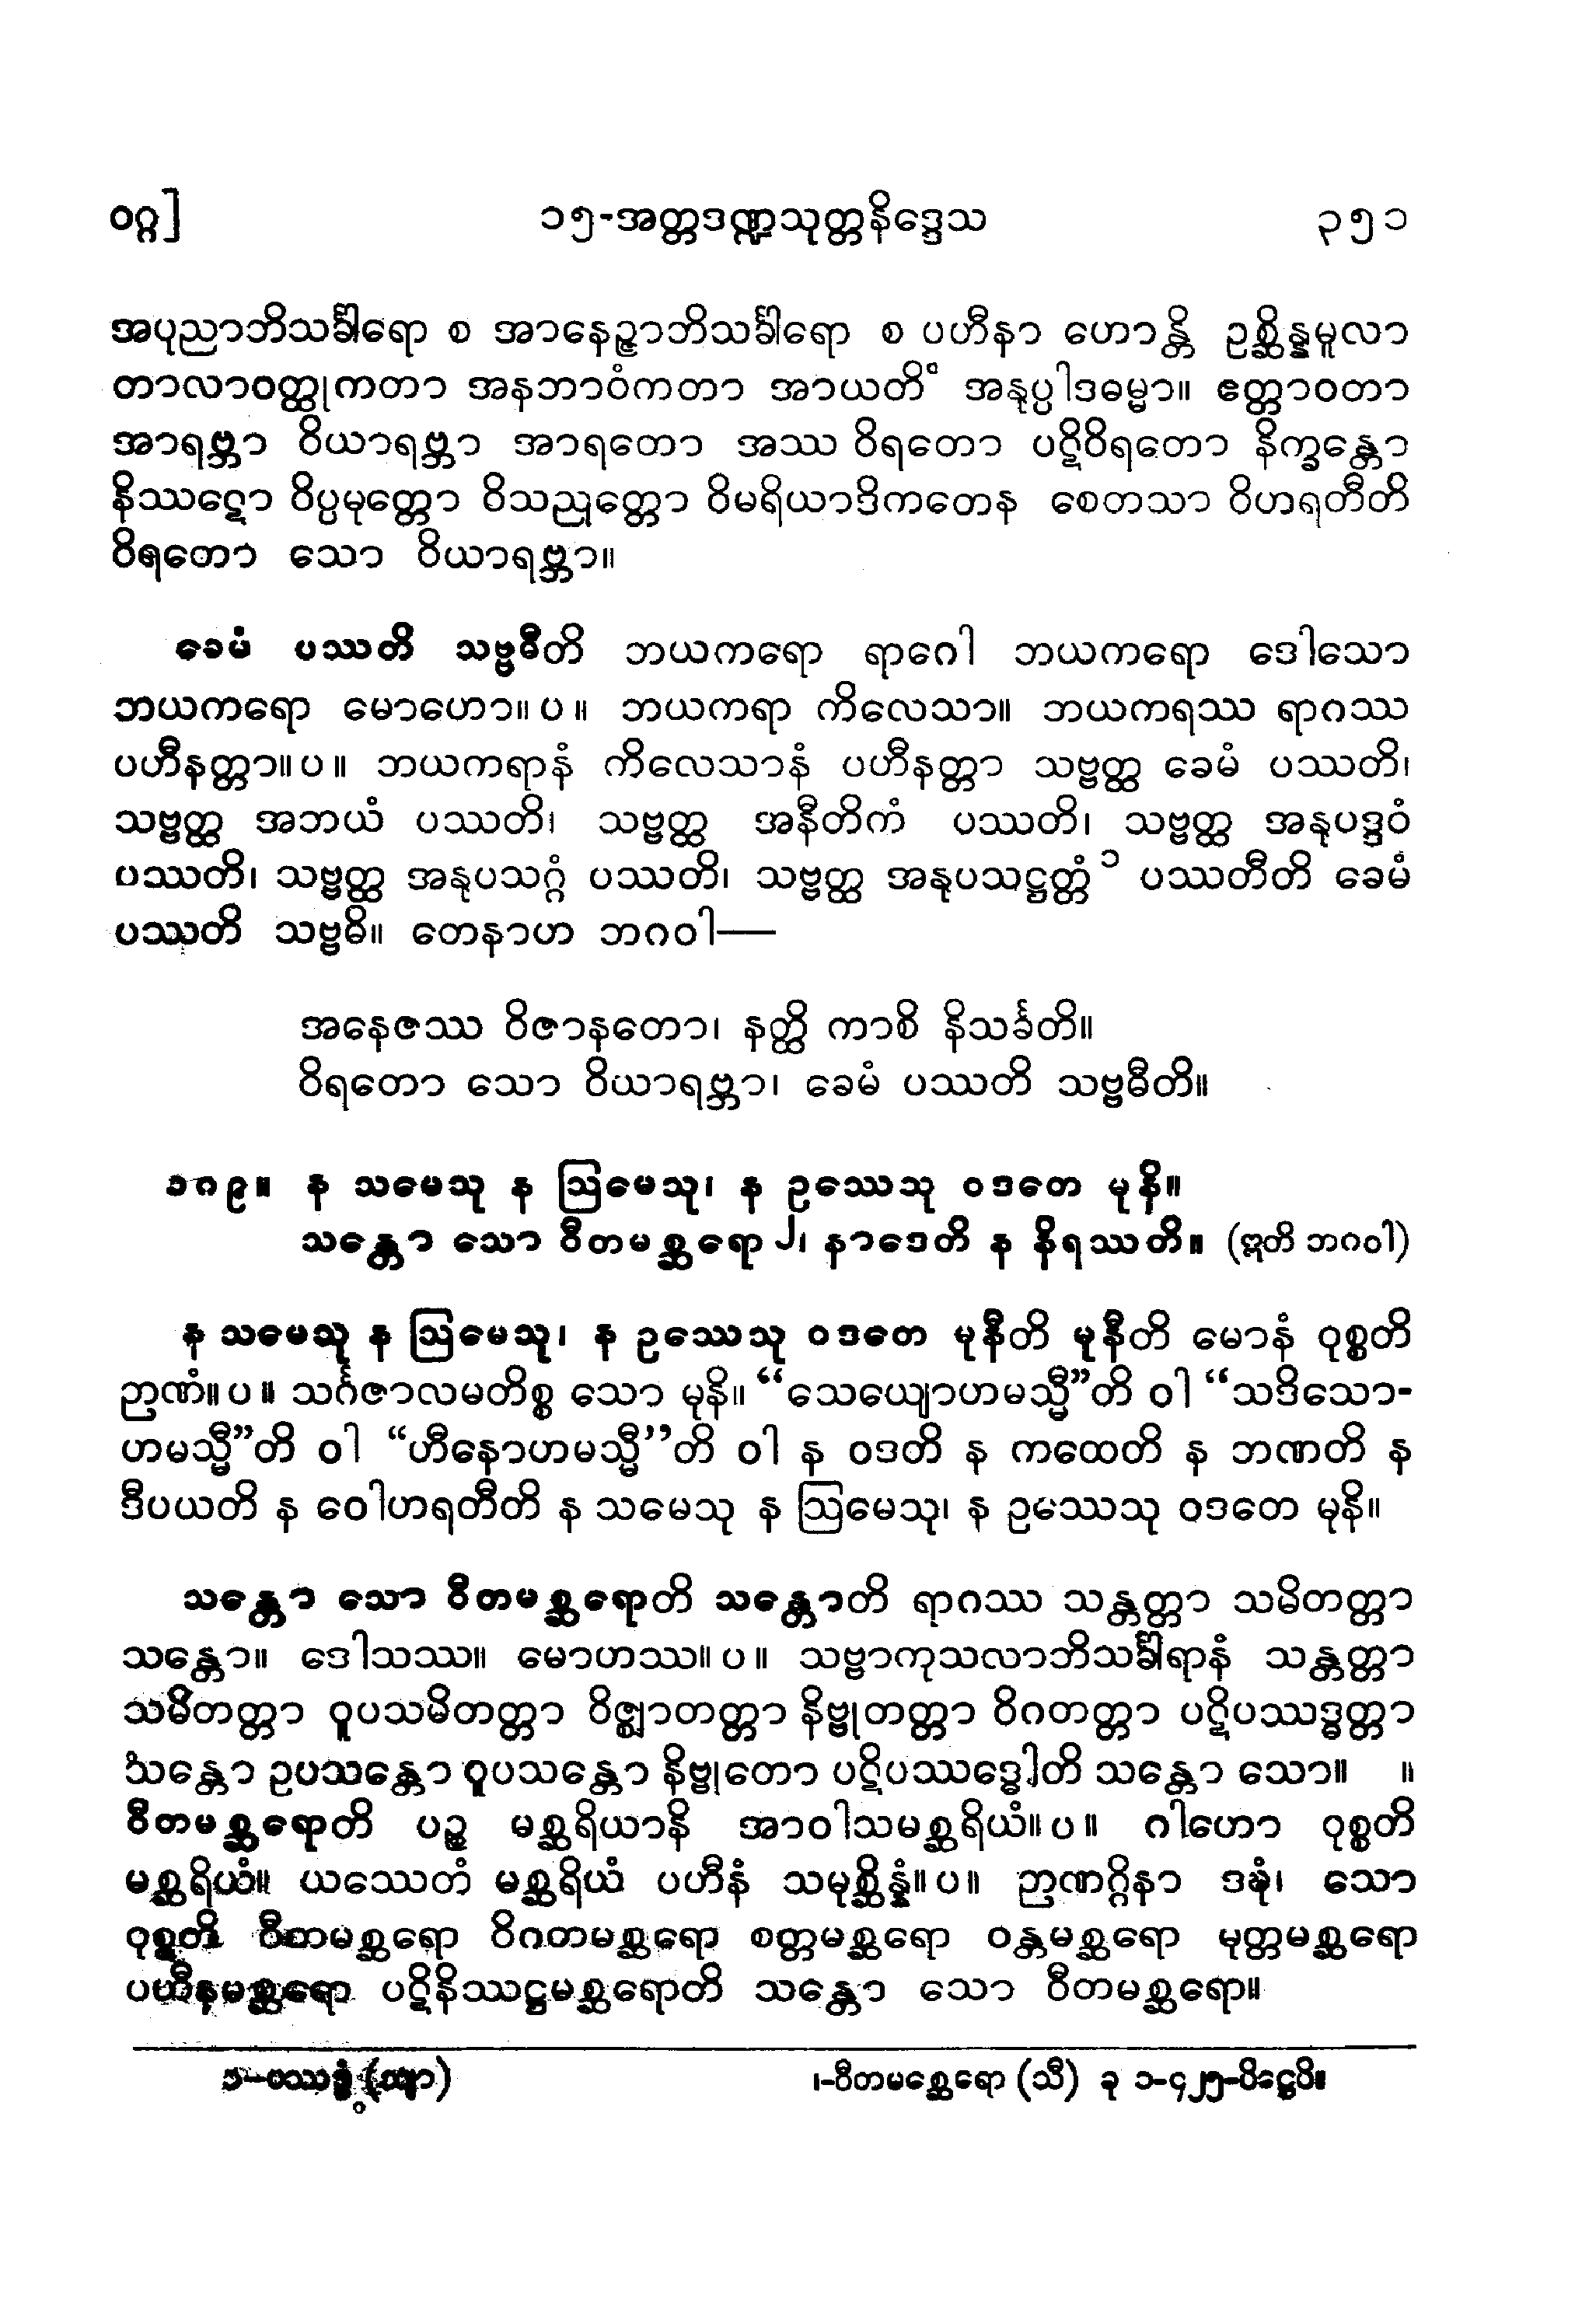 ဝဂ္ဂ] ၁၅-အတ္တဒဏ္ဍသုတ္တနိဒ္ဒေသ ၃၅၁
အပုညာဘိသင်္ခါရော စ အာနေဉ္ဇာဘိသင်္ခါရော စ ပဟီနာ ဟောန္တိ ဥစ္ဆိန္နမူလာ
တာလာဝတ္ထုကတာ အနဘာဝံကတာ အာယတိံ အနုပ္ပါဒဓမ္မာ။ ဧတ္တာဝတာ
အာရဗ္ဘာ ဝိယာရဗ္ဘာ အာရတော အဿ ဝိရတော ပဋိဝိရတော နိက္ခန္တော
နိဿဋော ဝိပ္ပမုတ္တော ဝိသညုတ္တော ဝိမရိယာဒိကတေန စေတသာ ဝိဟရတီတိ
ဝိရတော သော ဝိယာရဗ္ဘာ။
ခေမံ ပဿတိ သဗ္ဗဓီတိ ဘယကရော ရာဂေါ ဘယကရော ဒေါသော
ဘယကရော မောဟော။ပ။ ဘယကရာ ကိလေသာ။ ဘယကရဿ ရာဂဿ
ပဟီနတ္တာ။ပ။ ဘယကရာနံ ကိလေသာနံ ပဟီနတ္တာ သဗ္ဗတ္ထ ခေမံ ပဿတိ၊
သဗ္ဗတ္ထ အဘယံ ပဿတိ၊ သဗ္ဗတ္ထ အနီတိကံ ပဿတိ၊ သဗ္ဗတ္ထ အနုပဒ္ဒဝံ
ပဿတိ၊ သဗ္ဗတ္ထ အနုပသဂ္ဂံ ပဿတိ၊ သဗ္ဗတ္ထ အနုပသဋ္ဌတ္တံ ၁ ပဿတီတိ ခေမံ
ပဿတိ သဗ္ဗဓိ။ တေနာဟ ဘဂဝါ—
အနေဇဿ ဝိဇာနတော၊ နတ္ထိ ကာစိ နိသင်္ခတိ။
ဝိရတော သော ဝိယာရဗ္ဘာ၊ ခေမံ ပဿတိ သဗ္ဗဓီတိ။
၁၈၉။ န သမေသု န ဩမေသု၊ န ဥဿေသု ဝဒတေ မုနိ။
သန္တော သော ဝီတမစ္ဆရော ၂၊ နာဒေတိ န နိရဿတိ။ (ဣတိ ဘဂဝါ)
န သမေသု န ဩမေသု၊ န ဥဿေသု ဝဒတေ မုနီတိ မုနီတိ မောနံ ဝုစ္စတိ
ဉာဏံ။ပ။ သင်္ဂဇာလမတိစ္စ သော မုနိ။ “သေယျောဟမသ္မီ”တိ ဝါ “သဒိသော-
ဟမသ္မီ”တိ ဝါ “ဟီနောဟမသ္မီ”တိ ဝါ န ဝဒတိ န ကထေတိ န ဘဏတိ န
ဒီပယတိ န ဝေါဟရတီတိ န သမေသု န ဩမေသု၊ န ဥဿေသု ဝဒတေ မုနိ။
သန္တော သော ဝီတမစ္ဆရောတိ သန္တောတိ ရာဂဿ သန္တတ္တာ သမိတတ္တာ
သန္တော။ ဒေါသဿ။ မောဟဿ။ပ။ သဗ္ဗာကုသလာဘိသင်္ခါရာနံ သန္တတ္တာ
သမိတတ္တာ ဝူပသမိတတ္တာ ဝိဇ္ဈာတတ္တာ နိဗ္ဗုတတ္တာ ဝိဂတတ္တာ ပဋိပဿဒ္ဓတ္တာ
သန္တော ဥပသန္တော ဝူပသန္တော နိဗ္ဗုတော ပဋိပဿဒ္ဓေါတိ သန္တော သော။ ။
ဝီတမစ္ဆရောတိ ပဉ္စ မစ္ဆရိယာနိ အာဝါသမစ္ဆရိယံ။ပ။ ဂါဟော ဝုစ္စတိ
မစ္ဆရိယံ။ ယဿေတံ မစ္ဆရိယံ ပဟီနံ သမုစ္ဆိန္နံ။ပ။ ဉာဏဂ္ဂိနာ ဒဍ္ဎံ၊ သော
ဝုစ္စတိ ဝီတမစ္ဆရော ဝိဂတမစ္ဆရော စတ္တမစ္ဆရော ဝန္တမစ္ဆရော မုတ္တမစ္ဆရော
ပဟီနမစ္ဆရော ပဋိနိဿဋ္ဌမစ္ဆရောတိ သန္တော သော ဝီတမစ္ဆရော။
၂-ဝီတမစ္ဆေရော (သီ) ခု ၁-၄၂၅-ပိဋ္ဌေပိ။